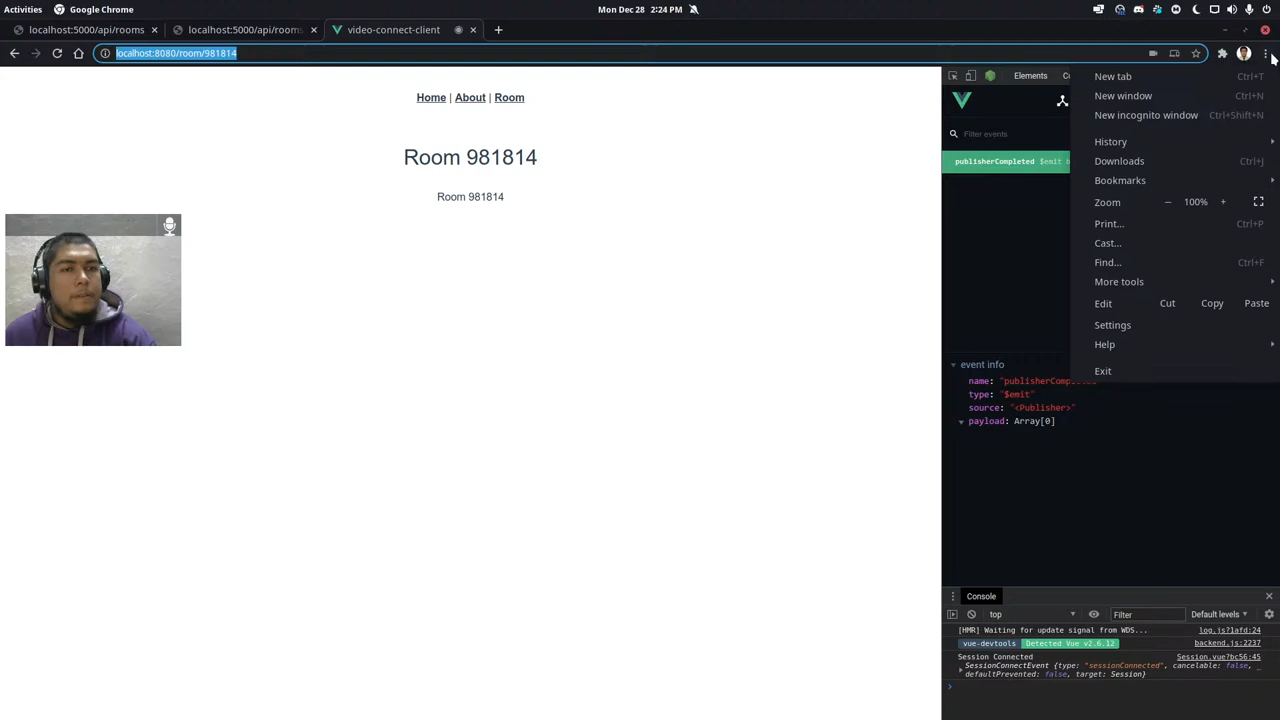 Activities Google Chrome Mon Dec 28 2:24 PM
localhost:5000/api/rooms localhost:5000/api/rooms video-connect-client
localhost:8080/room/981814
Home | About | Room
Room 981814
Room 981814
Elements
Filter events
publisherCompleted $emit
New tab Ctrl+T
New window Ctrl+N
New incognito window Ctrl+Shift+N
History
Downloads Ctrl+J
Bookmarks
Zoom − 100% +
Print... Ctrl+P
Cast...
Find... Ctrl+F
More tools
Edit Cut Copy Paste
Settings
Help
Exit
event info
name: "publisherCompleted"
type: "$emit"
source: "<Publisher>"
payload: Array[0]
Console
top Filter Default levels
[HMR] Waiting for update signal from WDS... log.js?1afd:24
vue-devtools Detected Vue v2.6.12 backend.js:2237
Session Connected Session.vue?bc56:45
SessionConnectEvent {type: "sessionConnected", cancelable: false, _
defaultPrevented: false, target: Session}